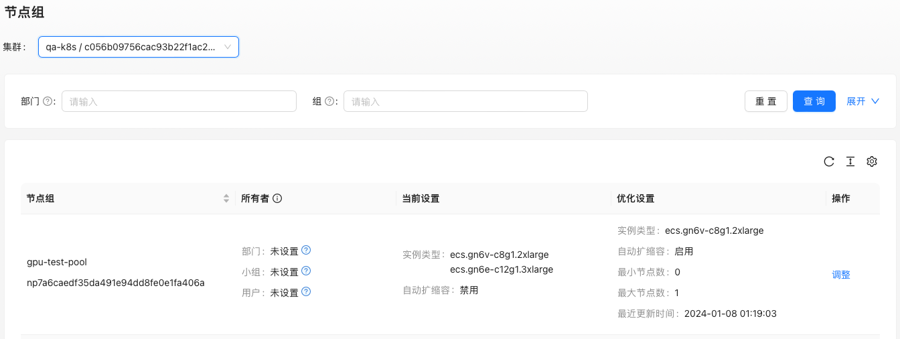 节点组
集群： qa-k8s / c056b09756cac93b22f1ac2...
部门 ?： 请输入 组 ?： 请输入 重 置 查 询 展开
节点组 所有者 当前设置 优化设置 操作
gpu-test-pool
np7a6caedf35da491e94dd8fe0e1fa406a
部门： 未设置 ?
小组： 未设置 ?
用户： 未设置 ?
实例类型： ecs.gn6v-c8g1.2xlarge
ecs.gn6e-c12g1.3xlarge
自动扩缩容： 禁用
实例类型： ecs.gn6v-c8g1.2xlarge
自动扩缩容： 启用
最小节点数： 0
最大节点数： 1
最近更新时间： 2024-01-08 01:19:03
调整